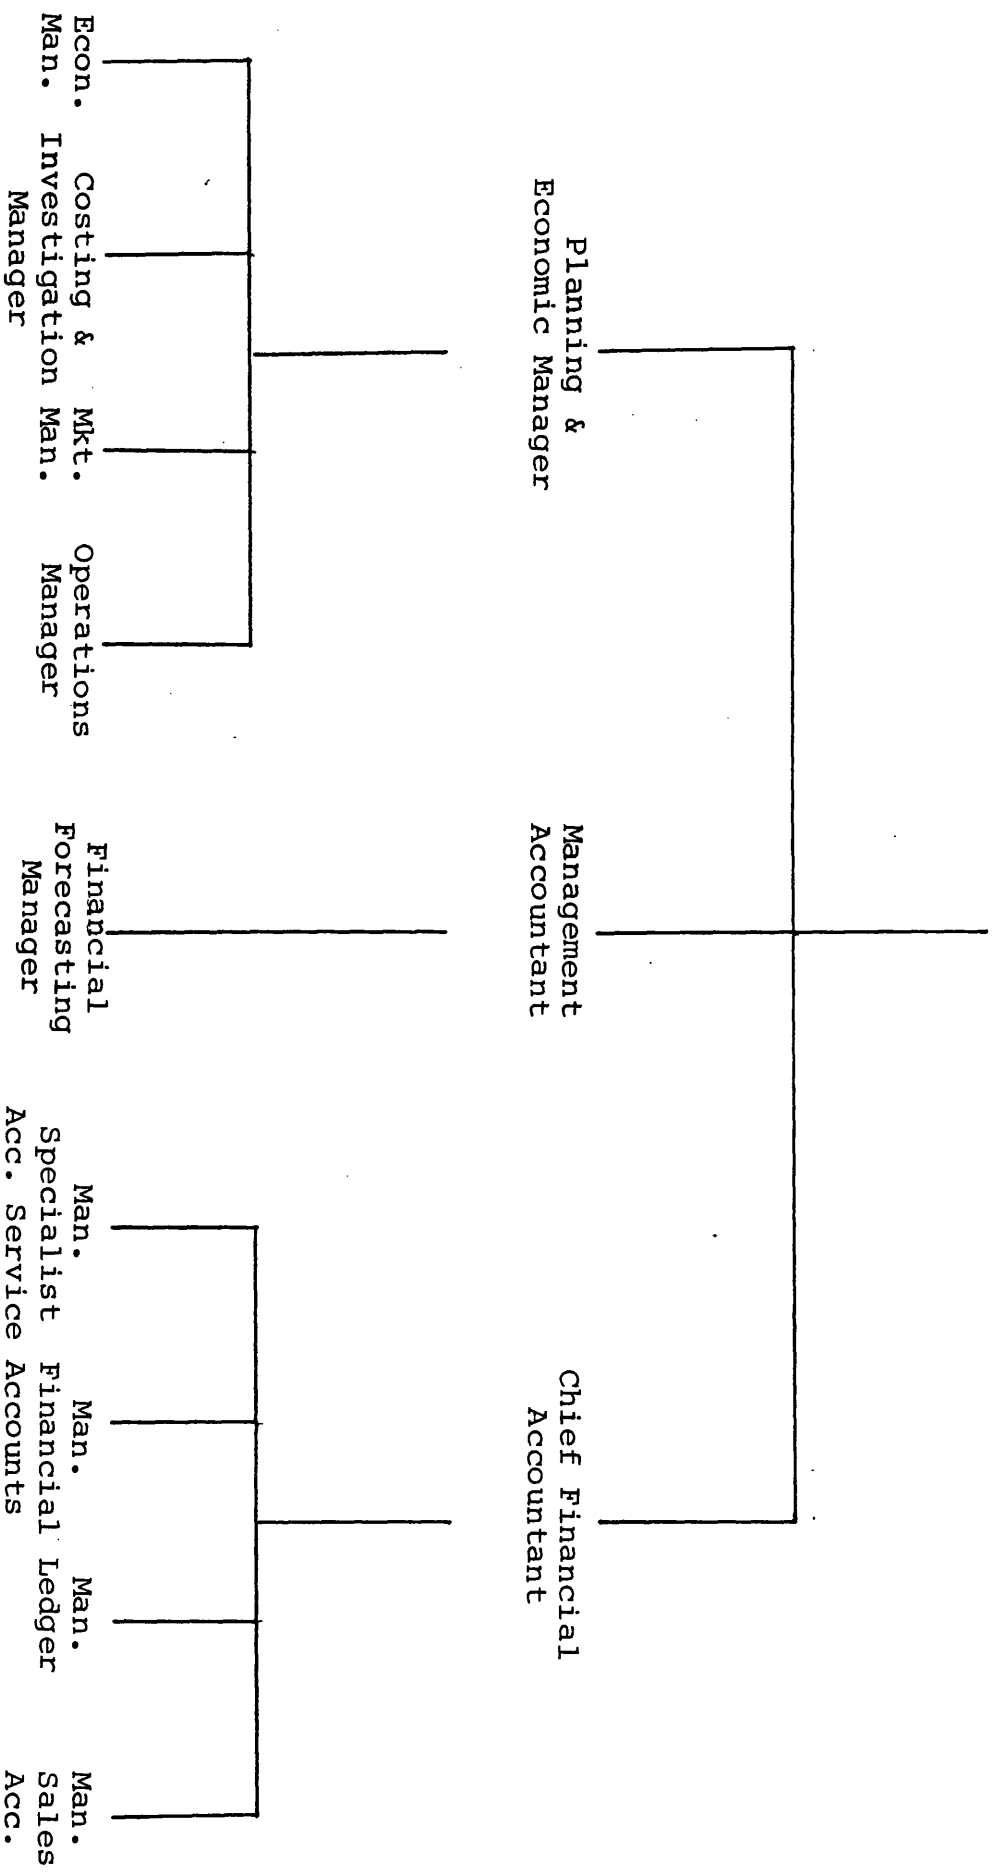 Planning &
Economic Manager
Management
Accountant
Chief Financial
Accountant
Econ.
Man.
Costing &
Investigation
Manager
Mkt.
Man.
Operations
Manager
Financial
Forecasting
Manager
Man.
Specialist
Acc. Service
Man.
Financial
Accounts
Man.
Ledger
Man.
Sales
Acc.